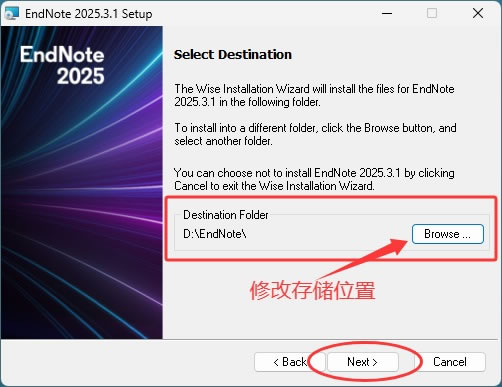 EndNote 2025.3.1 Setup
EndNote
2025
Select Destination
The Wise Installation Wizard will install the files for EndNote
2025.3.1 in the following folder.
To install into a different folder, click the Browse button, and
select another folder.
You can choose not to install EndNote 2025.3.1 by clicking
Cancel to exit the Wise Installation Wizard.
Destination Folder
D:\EndNote\
Browse ...
修改存储位置
< Back
Next >
Cancel